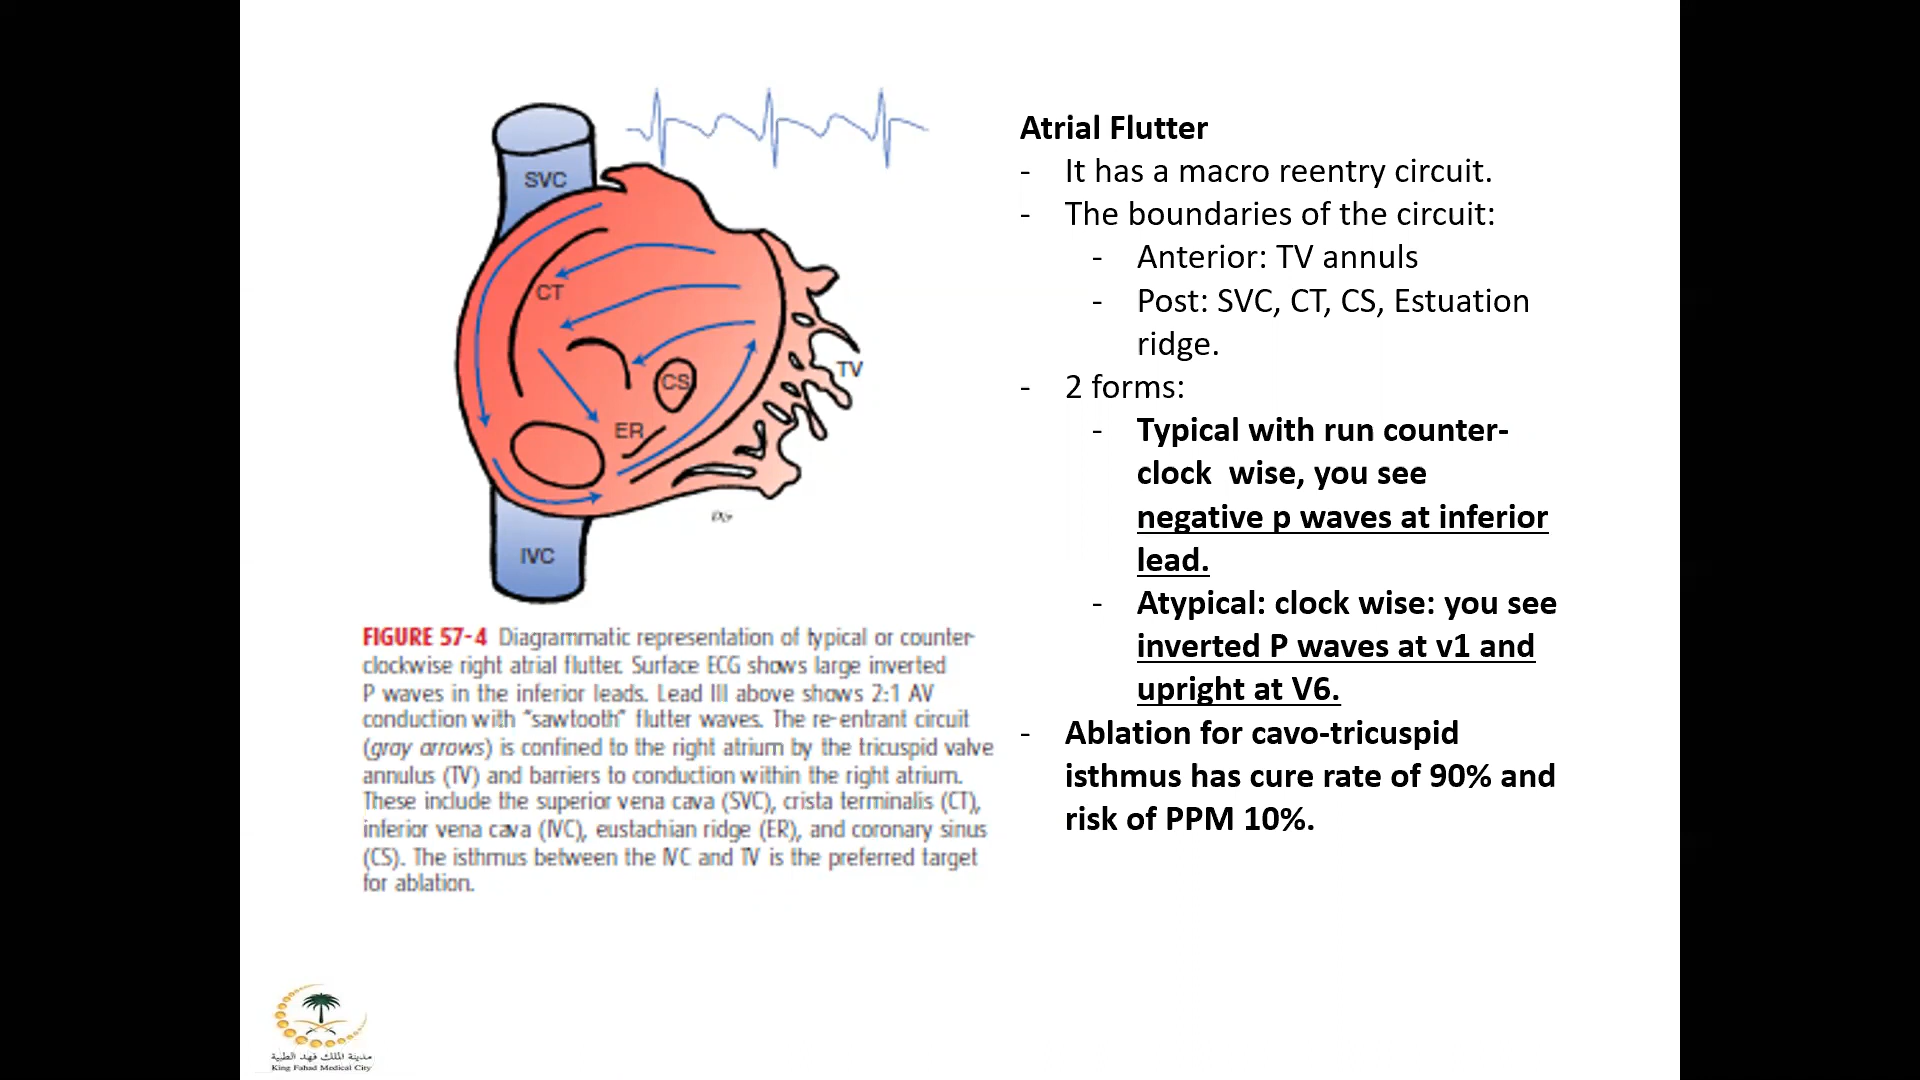 SVC
CT
CS
TV
ER
IVC
FIGURE 57-4 Diagrammatic representation of typical or counter-
clockwise right atrial flutter. Surface ECG shows large inverted
P waves in the inferior leads. Lead III above shows 2:1 AV
conduction with “sawtooth” flutter waves. The re-entrant circuit
(gray arrows) is confined to the right atrium by the tricuspid valve
annulus (TV) and barriers to conduction within the right atrium.
These include the superior vena cava (SVC), crista terminalis (CT),
inferior vena cava (IVC), eustachian ridge (ER), and coronary sinus
(CS). The isthmus between the IVC and TV is the preferred target
for ablation.
Atrial Flutter
- It has a macro reentry circuit.
- The boundaries of the circuit:
- Anterior: TV annuls
- Post: SVC, CT, CS, Estuation
ridge.
- 2 forms:
- Typical with run counter-
clock wise, you see
negative p waves at inferior
lead.
- Atypical: clock wise: you see
inverted P waves at v1 and
upright at V6.
- Ablation for cavo-tricuspid
isthmus has cure rate of 90% and
risk of PPM 10%.
مدينة الملك فهد الطبية
King Fahad Medical City